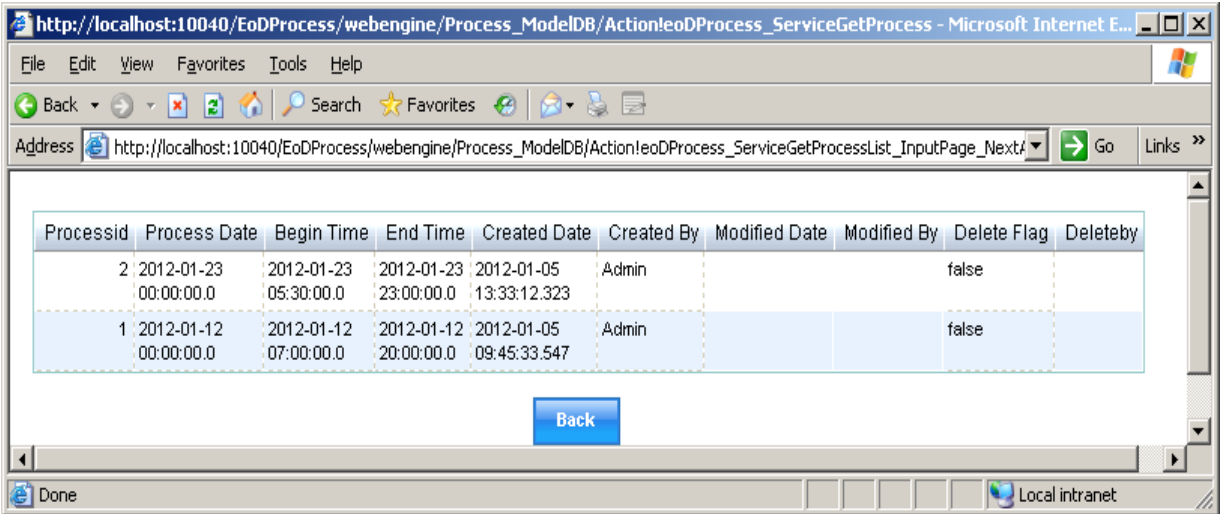 http://localhost:10040/EoDProcess/webengine/Process_ModelDB/Action!eoDProcess_ServiceGetProcess - Microsoft Internet E...
File Edit View Favorites Tools Help
Back Search Favorites
Address http://localhost:10040/EoDProcess/webengine/Process_ModelDB/Action!eoDProcess_ServiceGetProcessList_InputPage_Next Go Links »
Processid Process Date Begin Time End Time Created Date Created By Modified Date Modified By Delete Flag Deleteby
2 2012-01-23 2012-01-23 2012-01-23 2012-01-05 Admin false
00:00:00.0 05:30:00.0 23:00:00.0 13:33:12.323
1 2012-01-12 2012-01-12 2012-01-12 2012-01-05 Admin false
00:00:00.0 07:00:00.0 20:00:00.0 09:45:33.547
Back
Done Local intranet